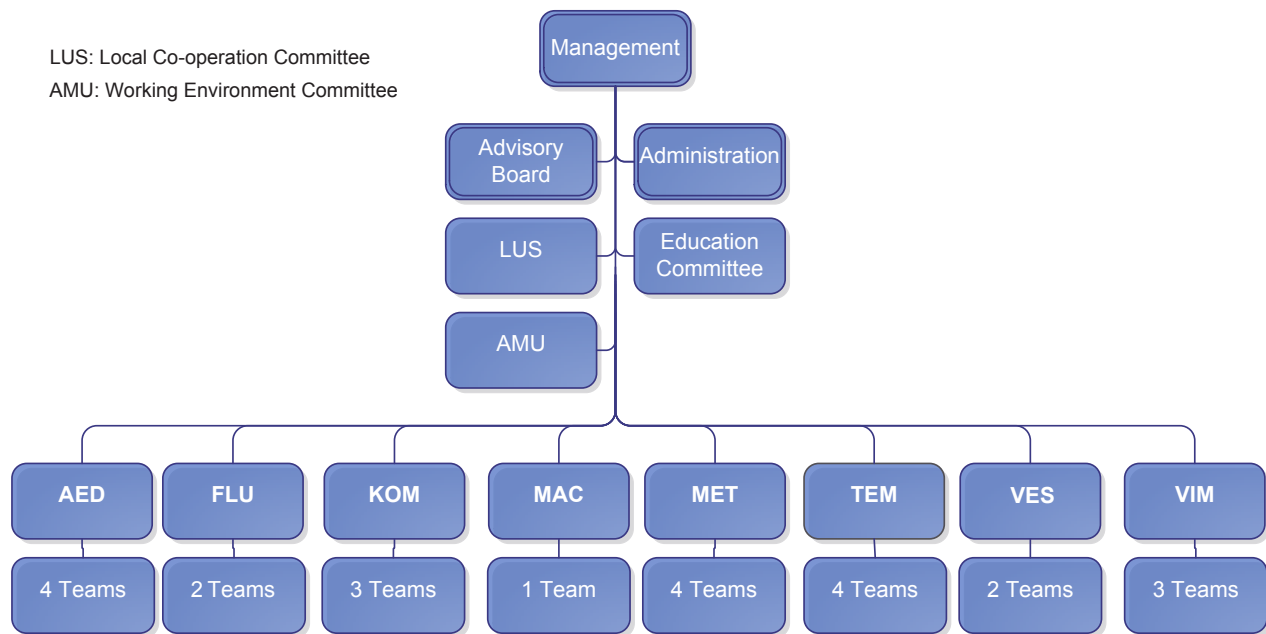 Management
LUS: Local Co-operation Committee
AMU: Working Environment Committee
Advisory
Board
Administration
LUS
Education
Committee
AMU
AED
FLU
KOM
MAC
MET
TEM
VES
VIM
4 Teams
2 Teams
3 Teams
1 Team
4 Teams
4 Teams
2 Teams
3 Teams